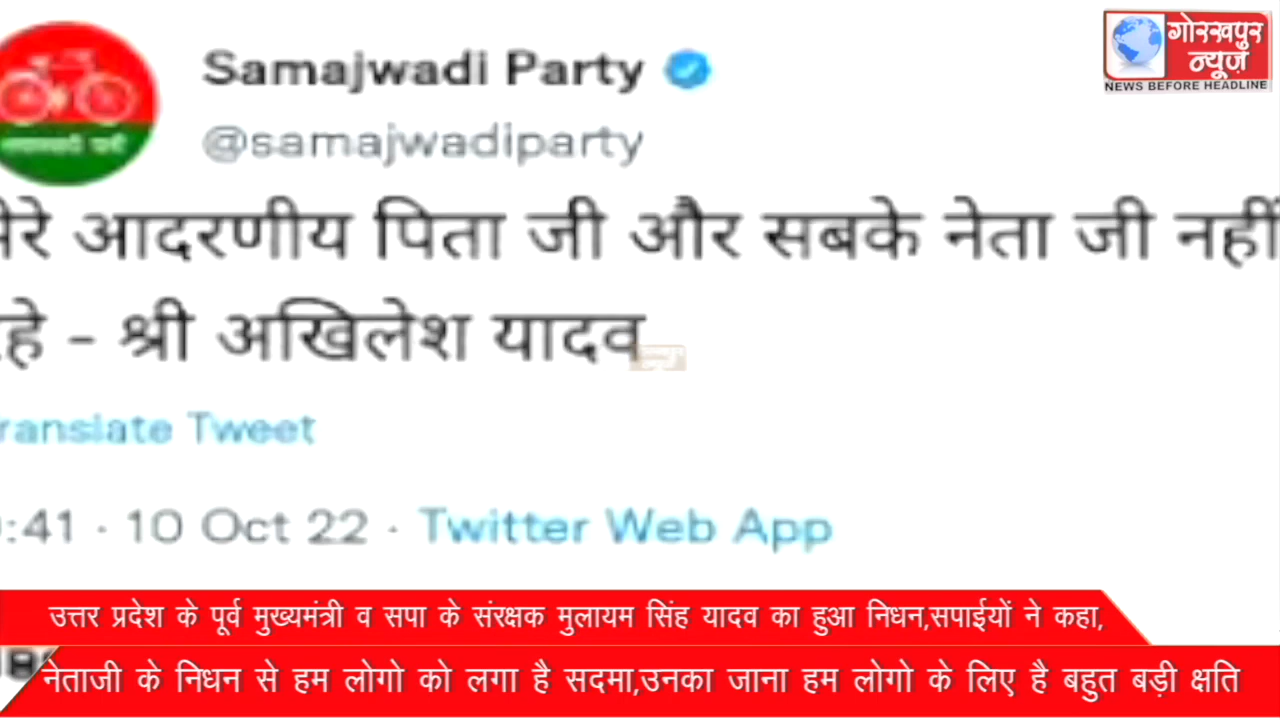 Samajwadi Party
@samajwadiparty
गोरखपुर
न्यूज़
NEWS BEFORE HEADLINE
आदरणीय पिता जी और सबके नेता जी नहीं
- श्री अखिलेश यादव
Tweet
:41 · 10 Oct 22 · Twitter Web App
उत्तर प्रदेश के पूर्व मुख्यमंत्री व सपा के संरक्षक मुलायम सिंह यादव का हुआ निधन,सपाईयों ने कहा,
नेताजी के निधन से हम लोगो को लगा है सदमा,उनका जाना हम लोगो के लिए है बहुत बड़ी क्षति